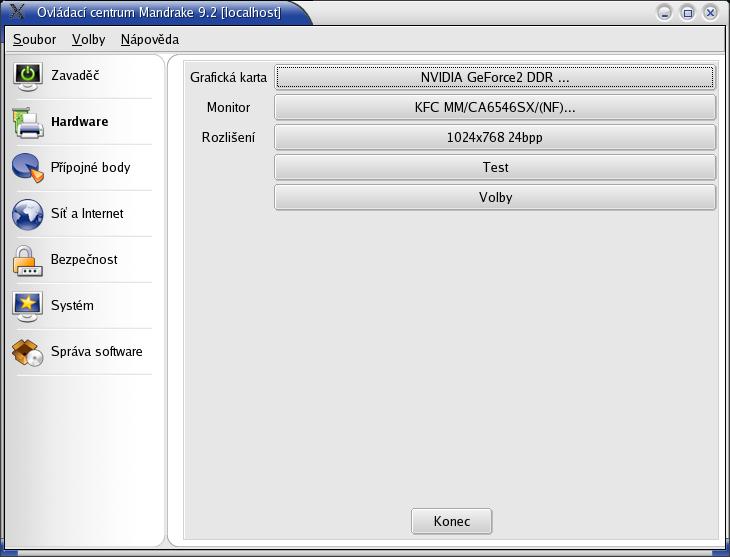 Ovládací centrum Mandrake 9.2 [localhost]
Soubor Volby Nápověda
Zavaděč
Hardware
Přípojné body
Síť a Internet
Bezpečnost
Systém
Správa software
Grafická karta NVIDIA GeForce2 DDR ...
Monitor KFC MM/CA6546SX/(NF)...
Rozlišení 1024x768 24bpp
Test
Volby
Konec